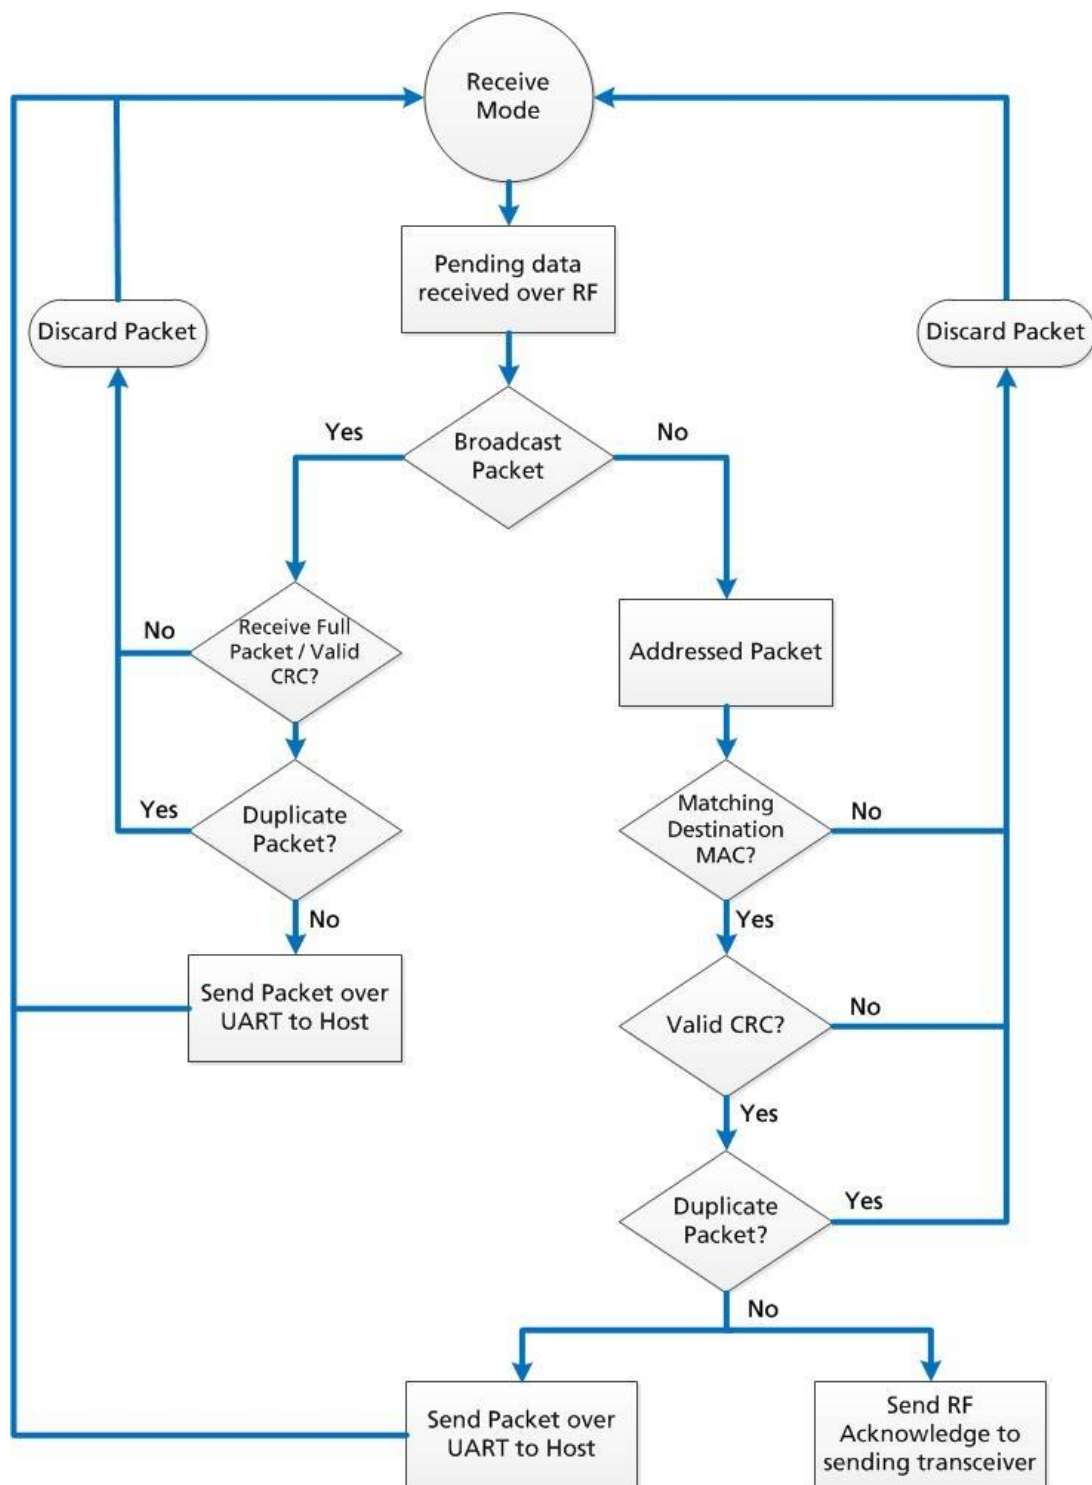 Receive
Mode
Pending data
received over RF
Discard Packet
Discard Packet
Yes
Broadcast
Packet
No
No
Receive Full
Packet / Valid
CRC?
Addressed Packet
Yes
Duplicate
Packet?
Matching
Destination
MAC?
No
No
Yes
Send Packet over
UART to Host
Valid CRC?
No
Yes
Duplicate
Packet?
Yes
No
Send Packet over
UART to Host
Send RF
Acknowledge to
sending transceiver